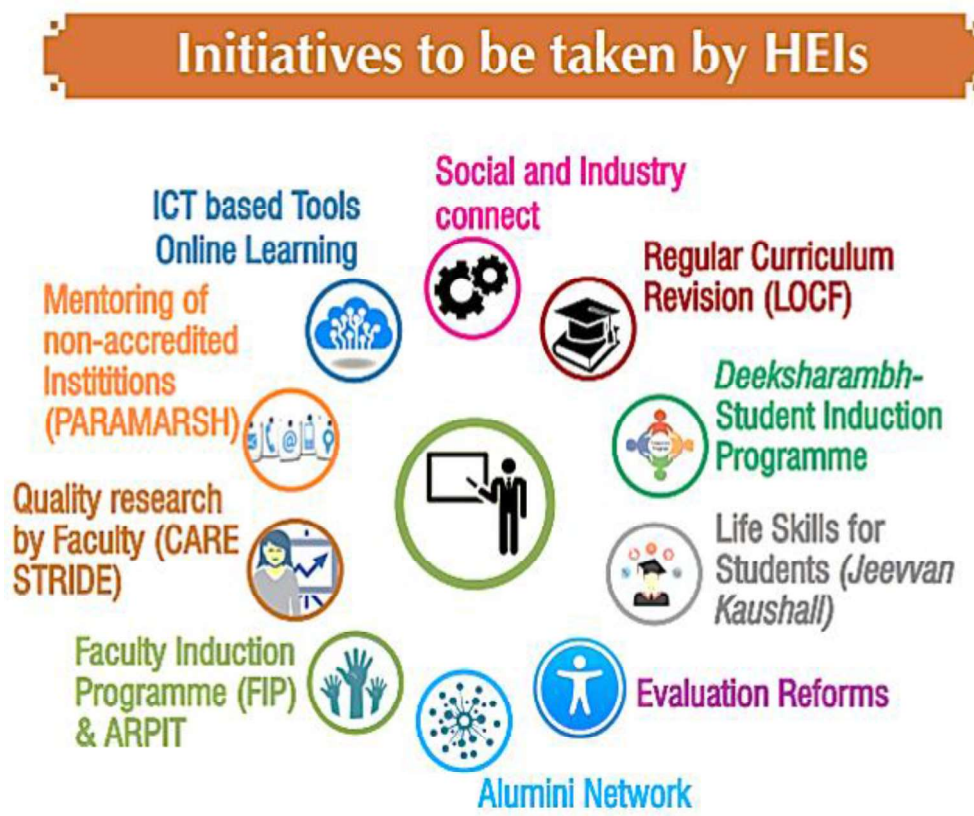 Initiatives to be taken by HEIs
Social and Industry
connect
ICT based Tools
Online Learning
Regular Curriculum
Revision (LOCF)
Mentoring of
non-accredited
Instititions
(PARAMARSH)
Deeksharambh-
Student Induction
Programme
Quality research
by Faculty (CARE
STRIDE)
Life Skills for
Students (Jeevvan
Kaushall)
Faculty Induction
Programme (FIP)
& ARPIT
Evaluation Reforms
Alumini Network